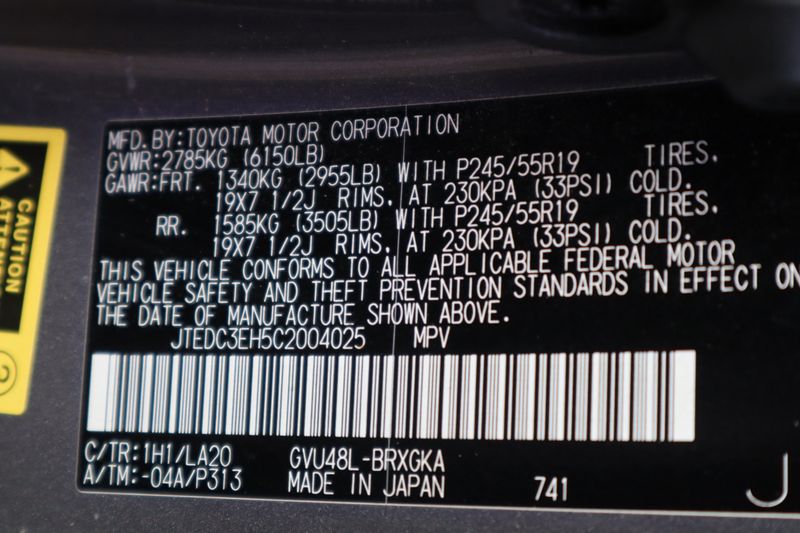 MFD. BY:TOYOTA MOTOR CORPORATION
GVWR:2785KG (6150LB)
GAWR:FRT. 1340KG (2955LB) WITH P245/55R19 TIRES.
19X7 1/2J RIMS. AT 230KPA (33PSI) COLD.
RR. 1585KG (3505LB) WITH P245/55R19 TIRES.
19X7 1/2J RIMS. AT 230KPA (33PSI) COLD.
THIS VEHICLE CONFORMS TO ALL APPLICABLE FEDERAL MOTOR
VEHICLE SAFETY AND THEFT PREVENTION STANDARDS IN EFFECT ON
THE DATE OF MANUFACTURE SHOWN ABOVE.
JTEDC3EH5C2004025 MPV
C/TR:1H1/LA20 GVU48L-BRXGKA
A/TM:-04A/P313 MADE IN JAPAN 741
J
CAUTION